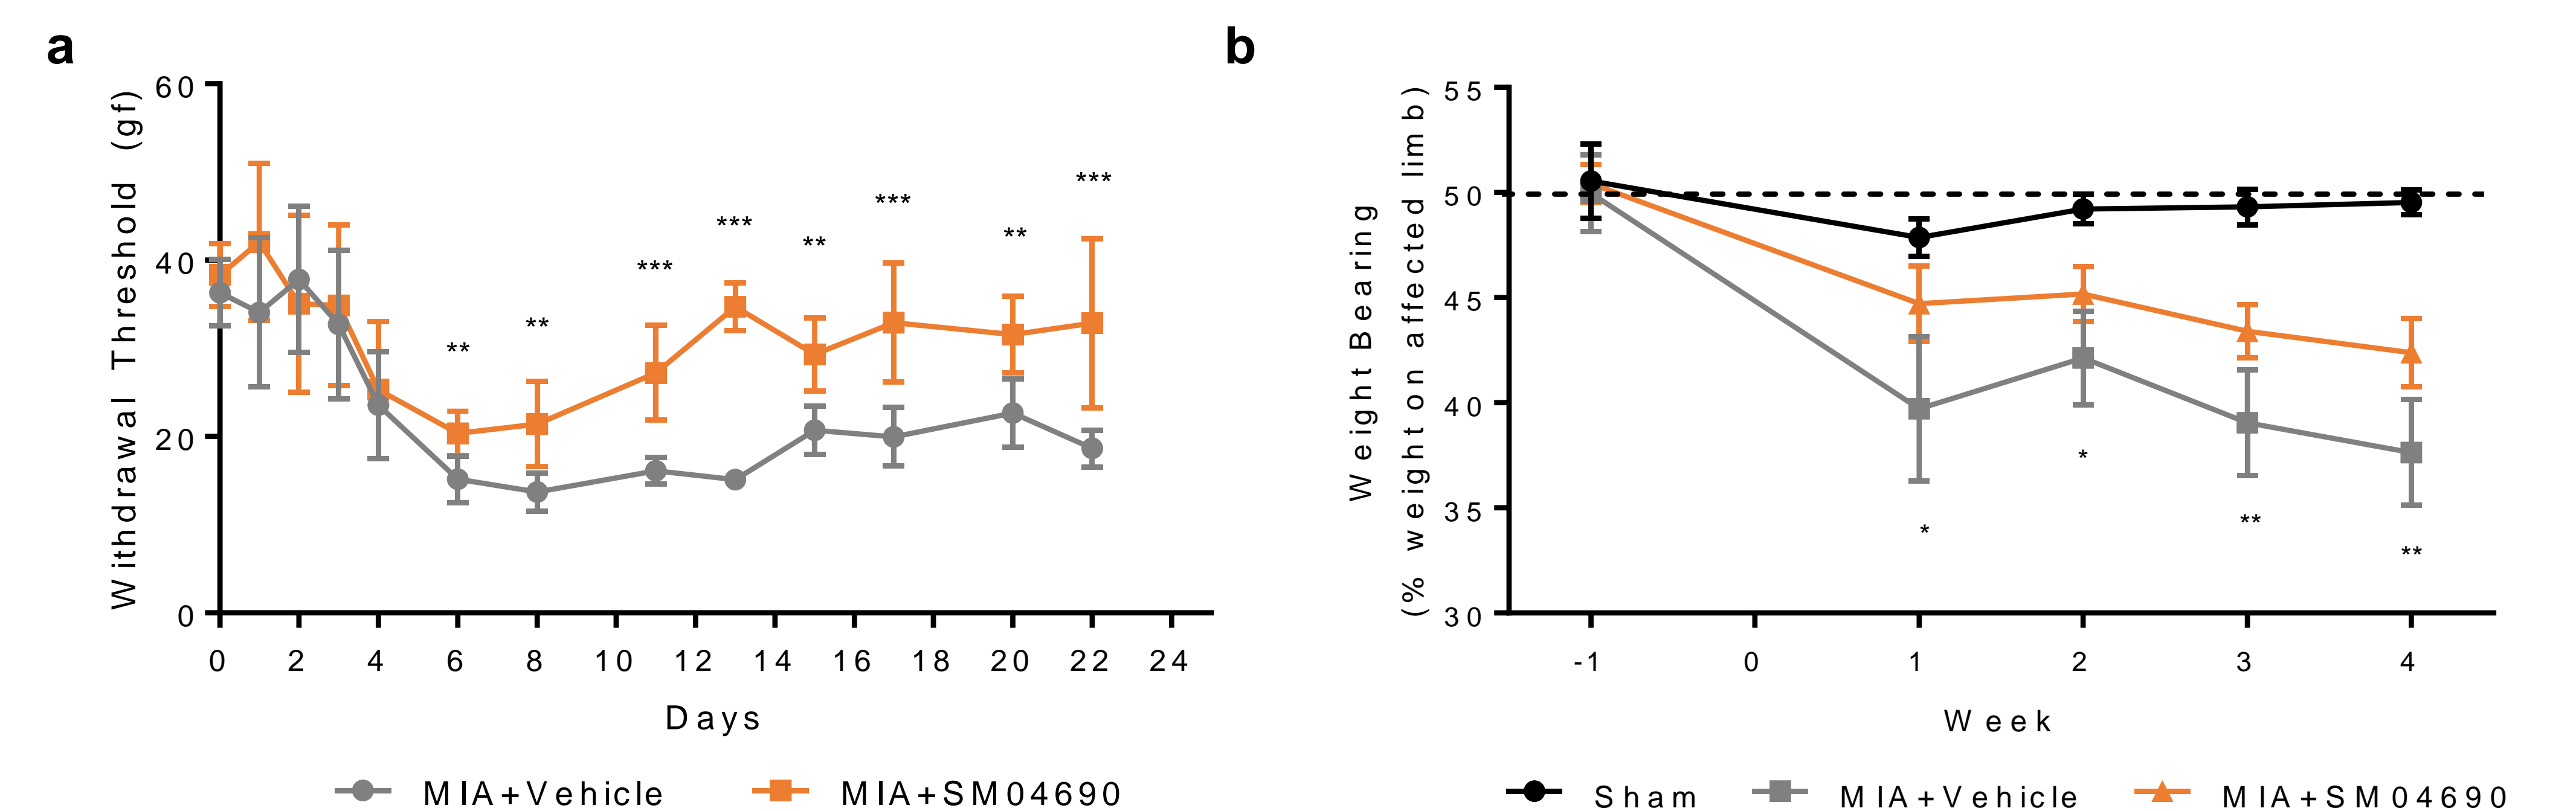 a
Withdrawal Threshold (gf)
60
40
20
0
**
**
***
***
**
***
**
***
0 2 4 6 8 10 12 14 16 18 20 22 24
Days
MIA+Vehicle MIA+SM04690
b
Weight Bearing
(% weight on affected limb)
55
50
45
40
35
30
*
*
**
**
-1 0 1 2 3 4
Week
Sham MIA+Vehicle MIA+SM04690